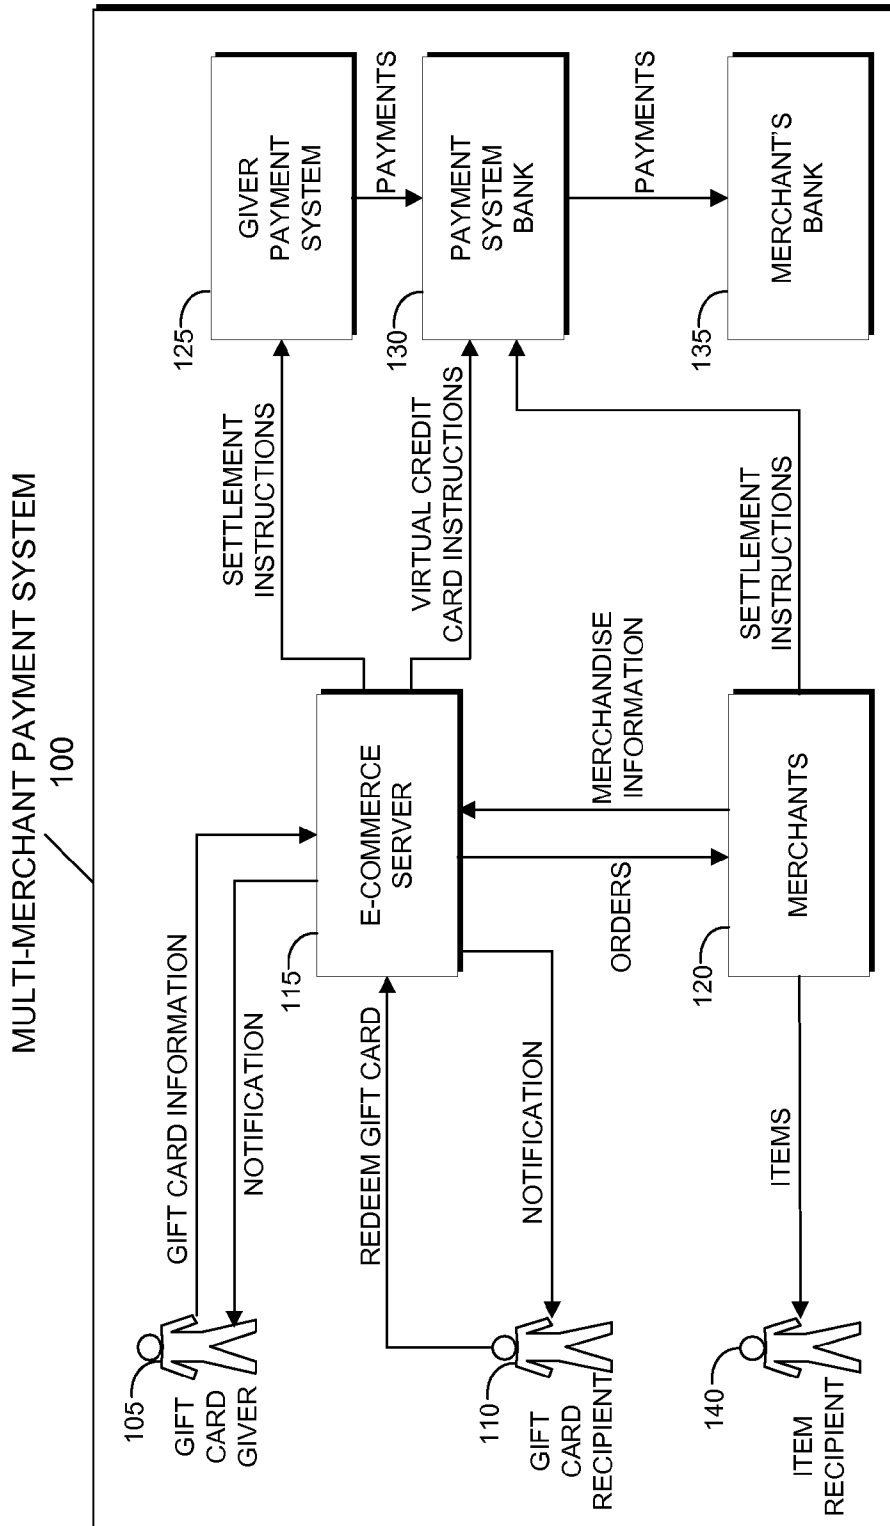 MULTI-MERCHANT PAYMENT SYSTEM
100
105
GIFT
CARD
GIVER
GIFT CARD INFORMATION
NOTIFICATION
SETTLEMENT
INSTRUCTIONS
125
GIVER
PAYMENT
SYSTEM
PAYMENTS
115
E-COMMERCE
SERVER
VIRTUAL CREDIT
CARD INSTRUCTIONS
130
PAYMENT
SYSTEM
BANK
REDEEM GIFT CARD
110
GIFT
CARD
RECIPIENT
NOTIFICATION
ORDERS
MERCHANDISE
INFORMATION
PAYMENTS
140
ITEM
RECIPIENT
ITEMS
120
MERCHANTS
SETTLEMENT
INSTRUCTIONS
135
MERCHANT'S
BANK